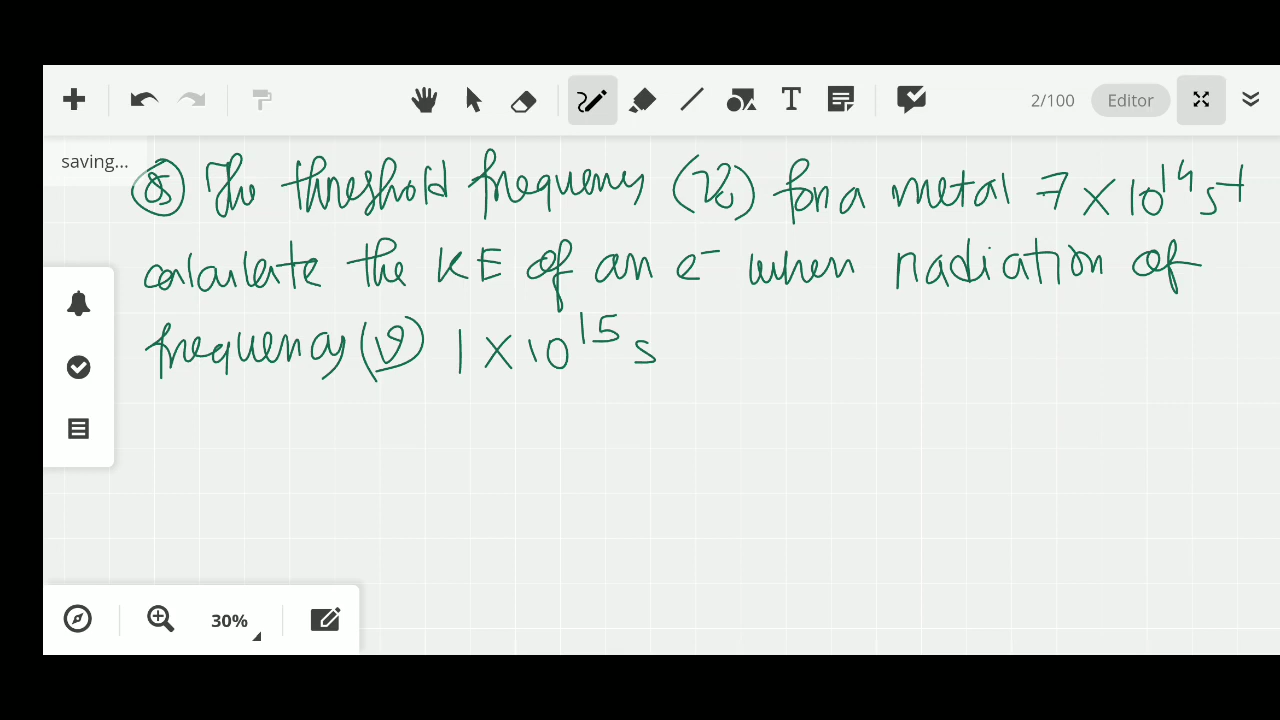 2/100 Editor
saving...
⑧ The threshold frequency (ν₀) for a metal 7 × 10¹⁴ s⁻¹
calculate the KE of an e⁻ when radiation of
frequency (ν) 1 × 10¹⁵ s
30%